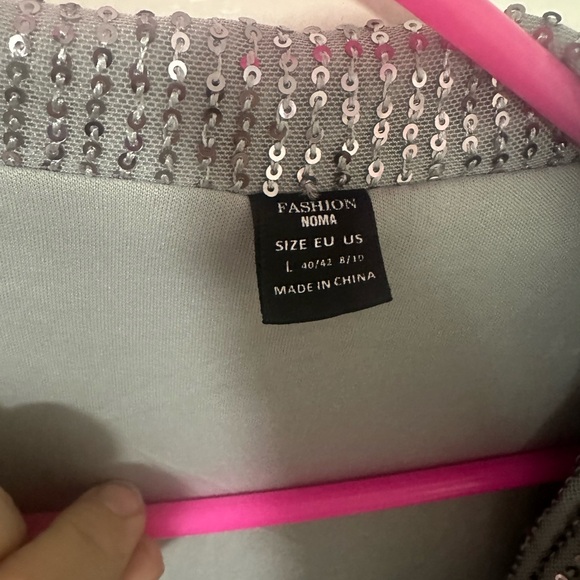 FASHION
NOMA
SIZE EU US
L 40/42 8/10
MADE IN CHINA